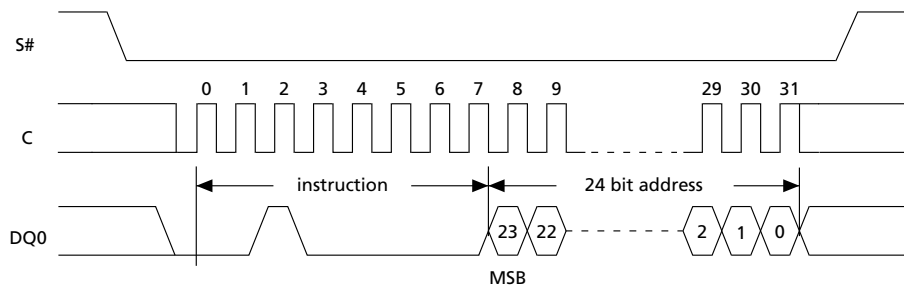 S#
0 1 2 3 4 5 6 7 8 9 29 30 31
C
instruction 24 bit address
DQ0 23 22 2 1 0
MSB